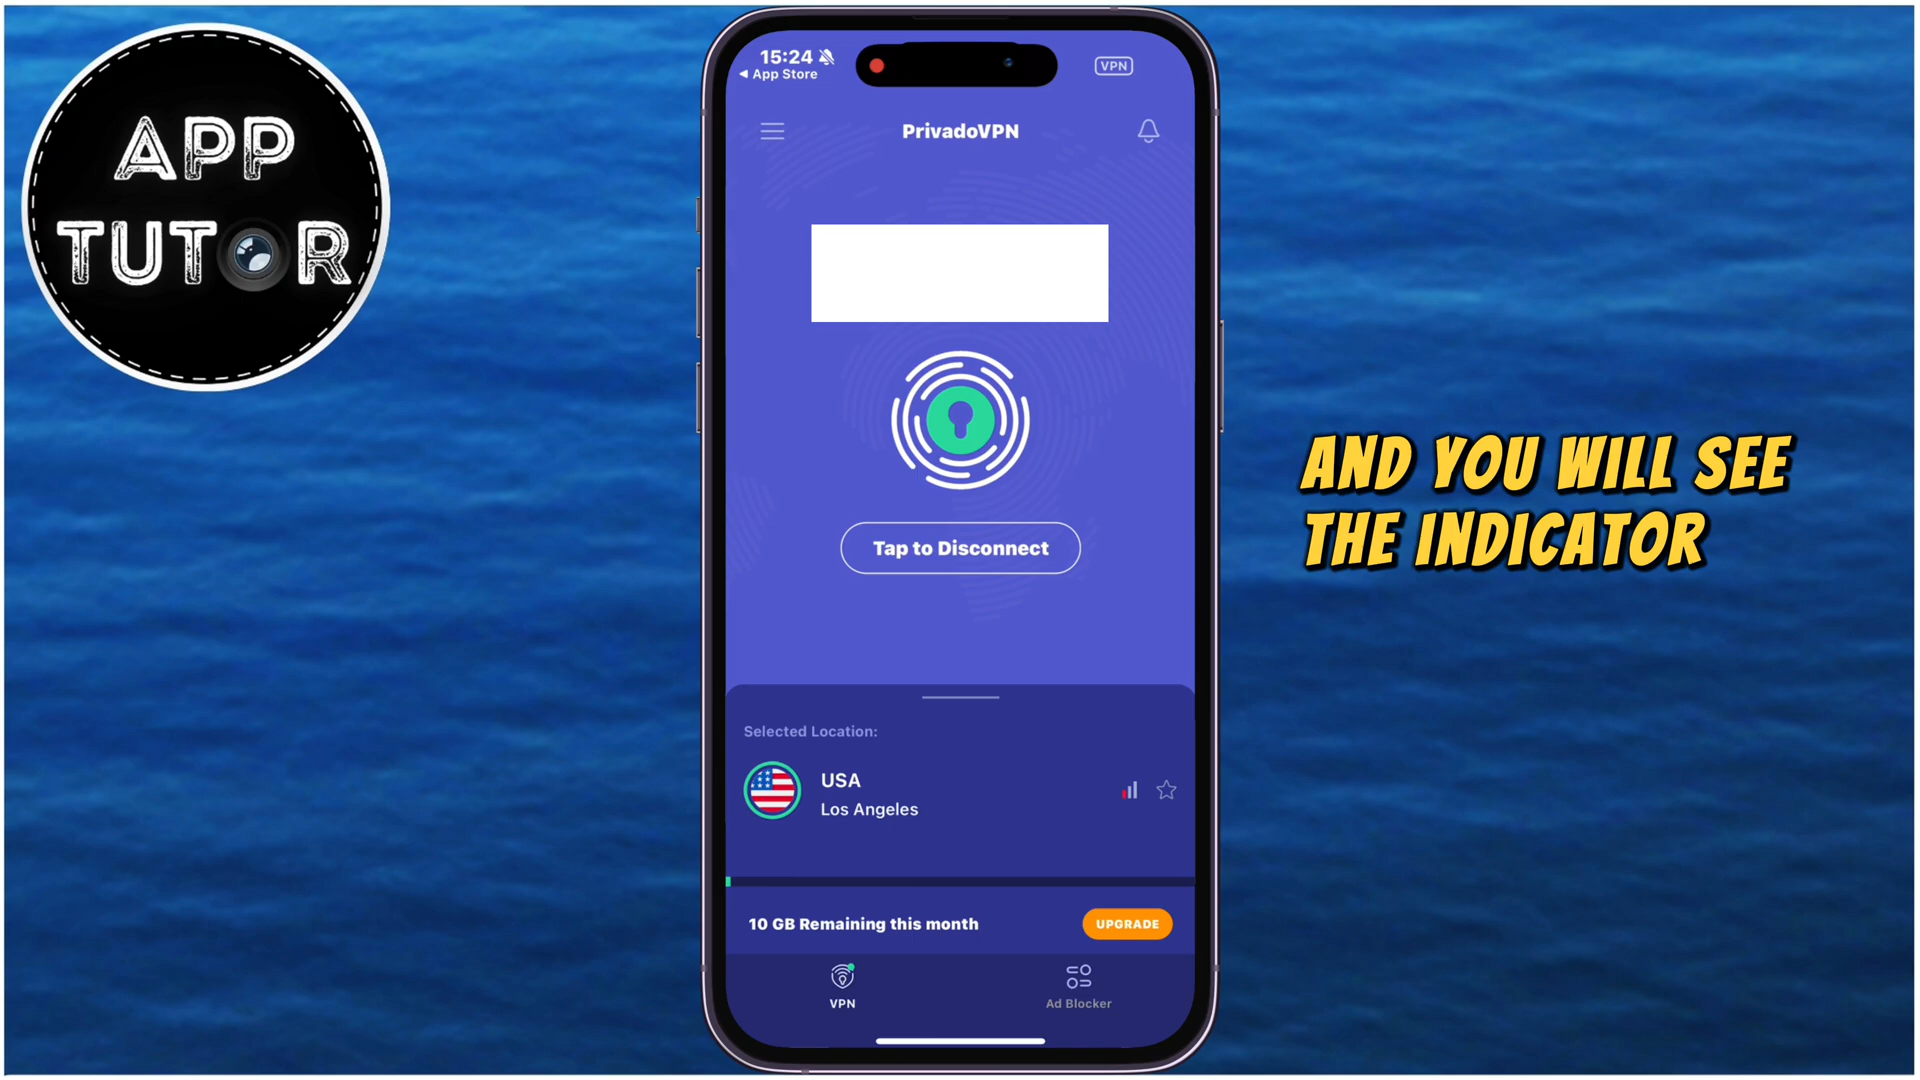 APP
TUTOR
15:24
App Store
VPN
PrivadoVPN
Tap to Disconnect
AND YOU WILL SEE
THE INDICATOR
Selected Location:
USA
Los Angeles
10 GB Remaining this month
UPGRADE
VPN
Ad Blocker